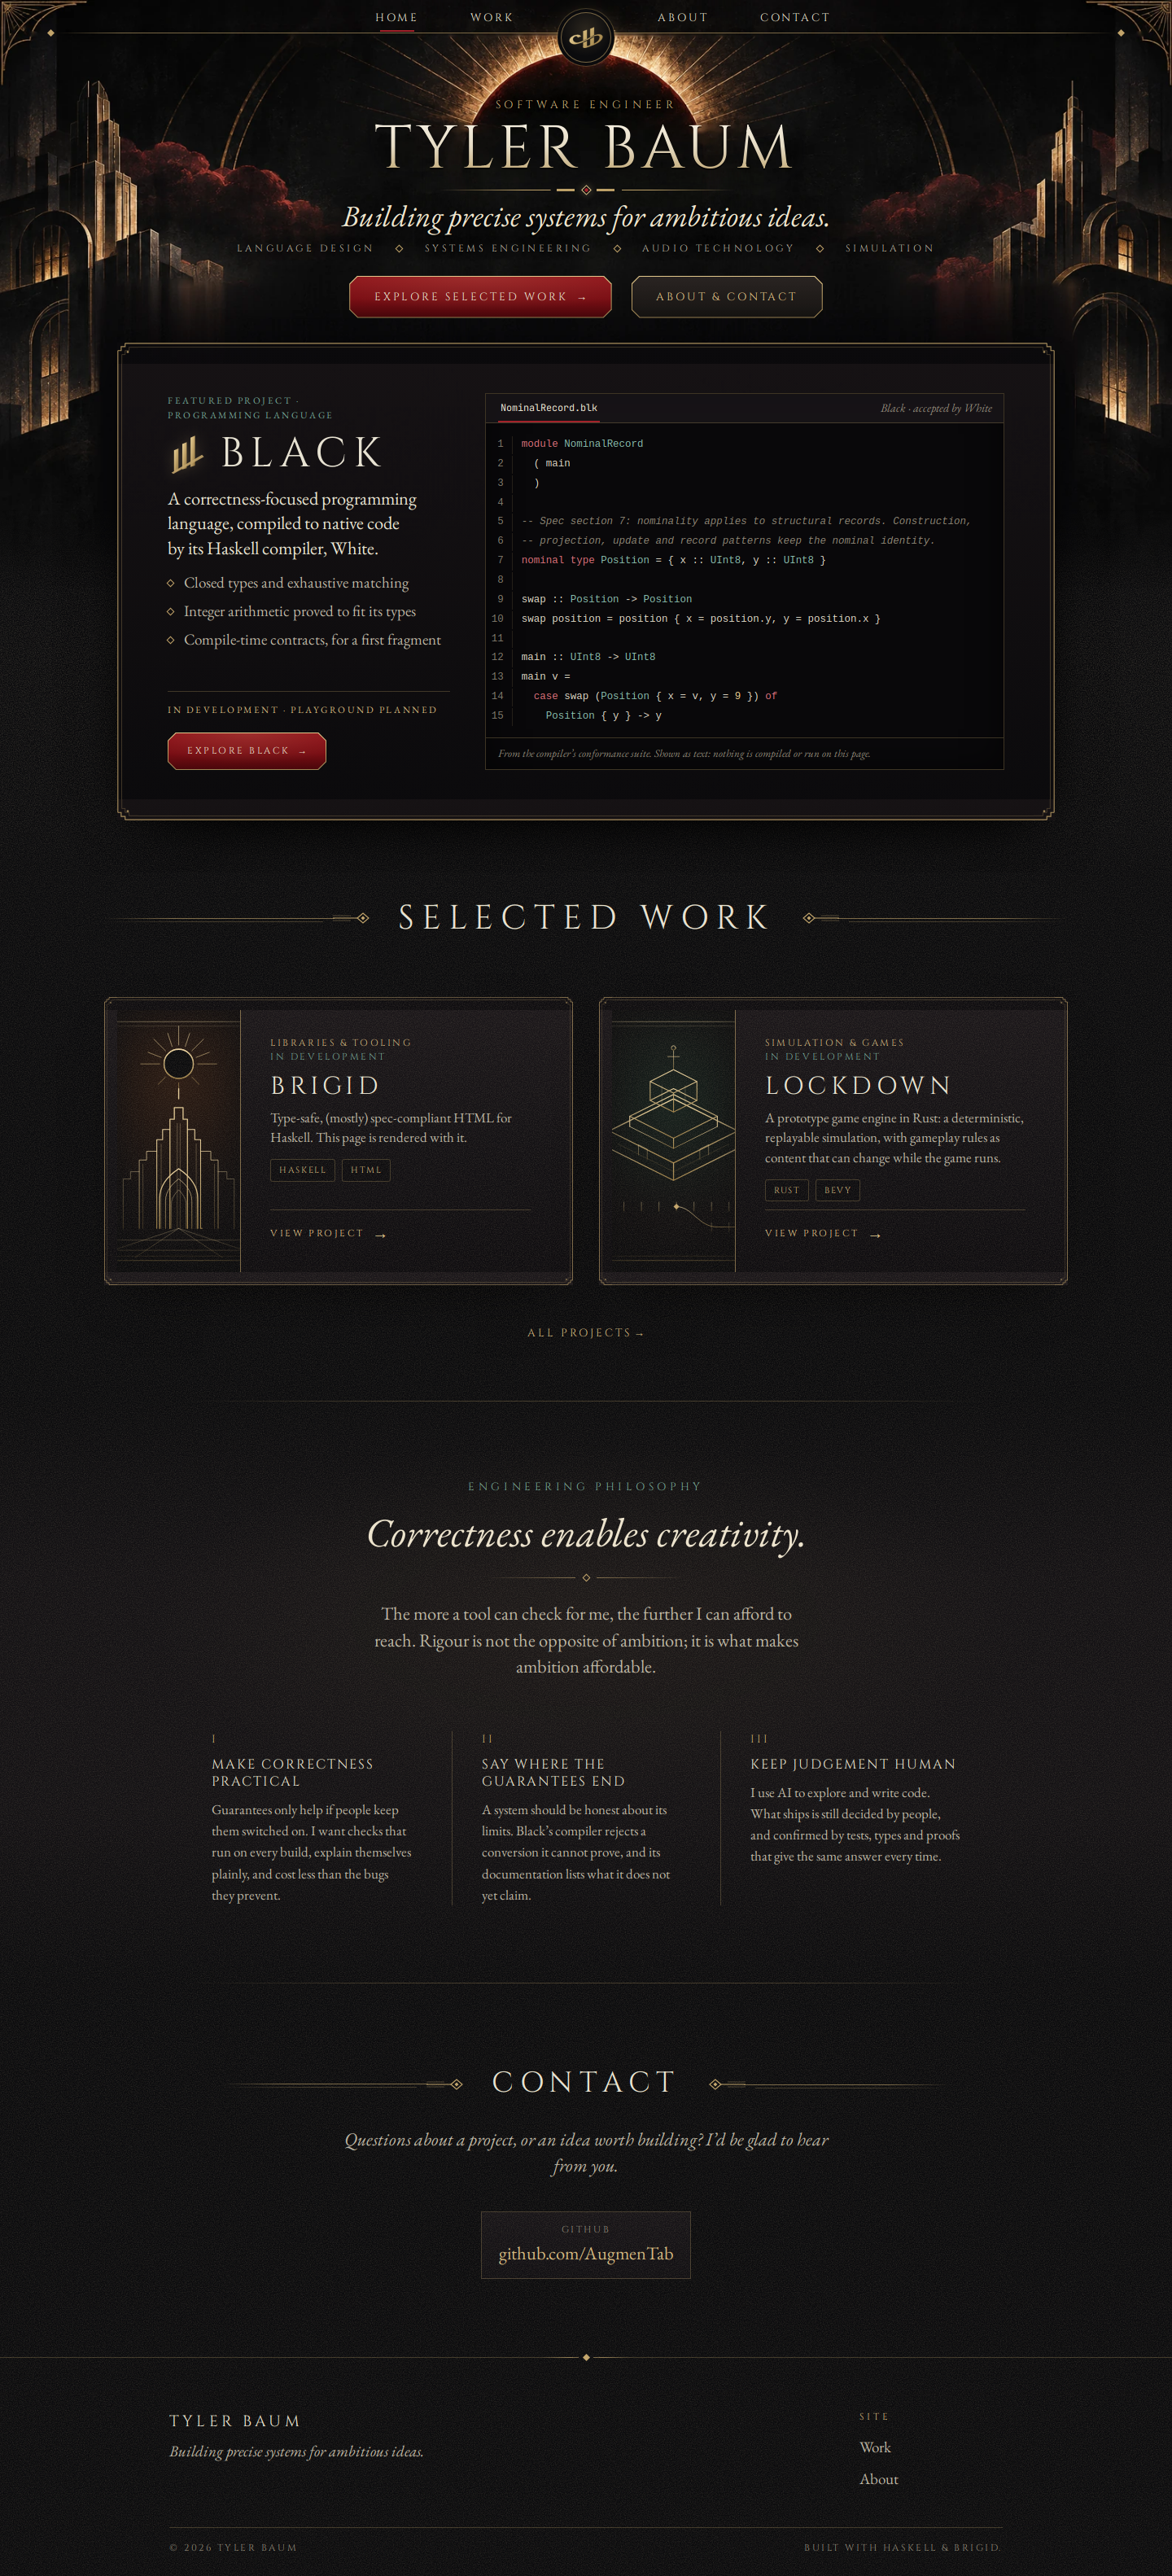 HOME WORK ABOUT CONTACT
SOFTWARE ENGINEER
TYLER BAUM
Building precise systems for ambitious ideas.
LANGUAGE DESIGN ◇ SYSTEMS ENGINEERING ◇ AUDIO TECHNOLOGY ◇ SIMULATION
EXPLORE SELECTED WORK →
ABOUT & CONTACT
FEATURED PROJECT ·
PROGRAMMING LANGUAGE
BLACK
A correctness-focused programming
language, compiled to native code
by its Haskell compiler, White.
Closed types and exhaustive matching
Integer arithmetic proved to fit its types
Compile-time contracts, for a first fragment
IN DEVELOPMENT · PLAYGROUND PLANNED
EXPLORE BLACK →
NominalRecord.blk
Black · accepted by White
1 module NominalRecord
2 ( main
3 )
4
5 -- Spec section 7: nominality applies to structural records. Construction,
6 -- projection, update and record patterns keep the nominal identity.
7 nominal type Position = { x :: UInt8, y :: UInt8 }
8
9 swap :: Position -> Position
10 swap position = position { x = position.y, y = position.x }
11
12 main :: UInt8 -> UInt8
13 main v =
14 case swap (Position { x = v, y = 9 }) of
15 Position { y } -> y
From the compiler's conformance suite. Shown as text: nothing is compiled or run on this page.
SELECTED WORK
LIBRARIES & TOOLING
IN DEVELOPMENT
BRIGID
Type-safe, (mostly) spec-compliant HTML for
Haskell. This page is rendered with it.
HASKELL HTML
VIEW PROJECT →
SIMULATION & GAMES
IN DEVELOPMENT
LOCKDOWN
A prototype game engine in Rust: a deterministic,
replayable simulation, with gameplay rules as
content that can change while the game runs.
RUST BEVY
VIEW PROJECT →
ALL PROJECTS →
ENGINEERING PHILOSOPHY
Correctness enables creativity.
The more a tool can check for me, the further I can afford to
reach. Rigour is not the opposite of ambition; it is what makes
ambition affordable.
I
MAKE CORRECTNESS
PRACTICAL
Guarantees only help if people keep
them switched on. I want checks that
run on every build, explain themselves
plainly, and cost less than the bugs
they prevent.
II
SAY WHERE THE
GUARANTEES END
A system should be honest about its
limits. Black's compiler rejects a
conversion it cannot prove, and its
documentation lists what it does not
yet claim.
III
KEEP JUDGEMENT HUMAN
I use AI to explore and write code.
What ships is still decided by people,
and confirmed by tests, types and proofs
that give the same answer every time.
CONTACT
Questions about a project, or an idea worth building? I'd be glad to hear
from you.
GITHUB
github.com/AugmenTab
TYLER BAUM
Building precise systems for ambitious ideas.
SITE
Work
About
© 2026 TYLER BAUM
BUILT WITH HASKELL & BRIGID.